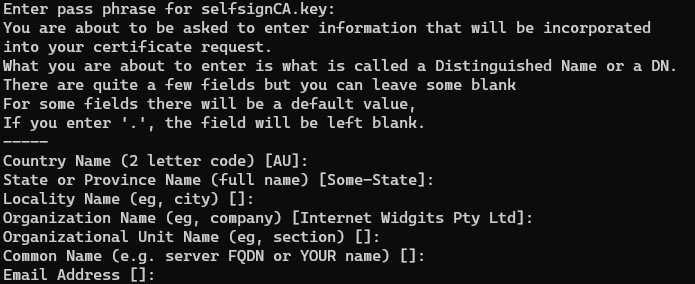 Enter pass phrase for selfsignCA.key:
You are about to be asked to enter information that will be incorporated
into your certificate request.
What you are about to enter is what is called a Distinguished Name or a DN.
There are quite a few fields but you can leave some blank
For some fields there will be a default value,
If you enter '.', the field will be left blank.
-----
Country Name (2 letter code) [AU]:
State or Province Name (full name) [Some-State]:
Locality Name (eg, city) []:
Organization Name (eg, company) [Internet Widgits Pty Ltd]:
Organizational Unit Name (eg, section) []:
Common Name (e.g. server FQDN or YOUR name) []:
Email Address []: